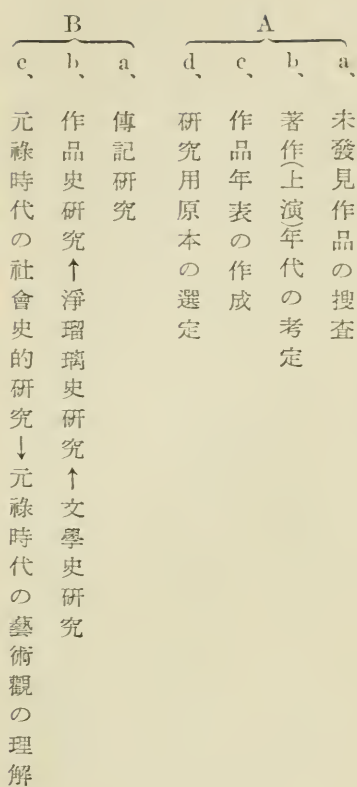 A
a、未發見作品の搜査
b、著作(上演)年代の考定
c、作品年表の作成
d、研究用原本の選定
B
a、傳記研究
b、作品史研究↑淨瑠璃史研究↑文學史研究
c、元祿時代の社會史的研究↓元祿時代の藝術觀の理解